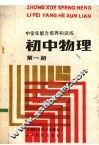 ZHONG XUE SHENG NENG
LI PEI YANG HE XUN LIAN
中学生能力培养和训练
初中物理
第一册